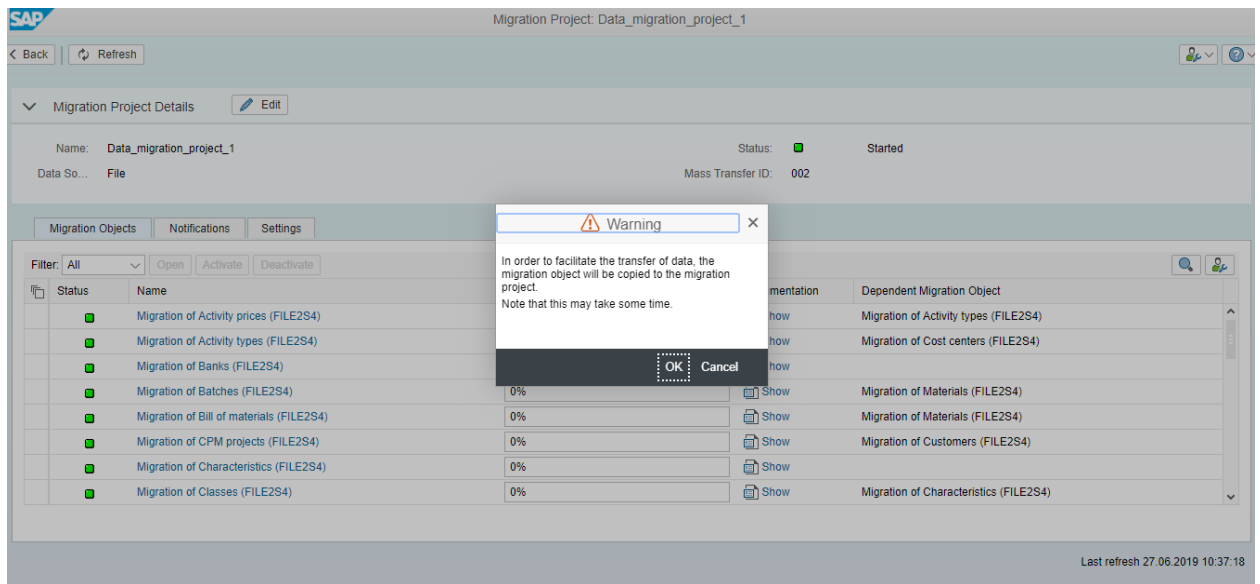 SAP
Migration Project: Data_migration_project_1
Back
Refresh
Migration Project Details
Edit
Name: Data_migration_project_1
Status: Started
Data So... File
Mass Transfer ID: 002
Migration Objects Notifications Settings
Warning
In order to facilitate the transfer of data, the
migration object will be copied to the migration
project.
Note that this may take some time.
OK Cancel
Filter: All Open Activate Deactivate
Status Name mentation Dependent Migration Object
Migration of Activity prices (FILE2S4) how Migration of Activity types (FILE2S4)
Migration of Activity types (FILE2S4) how Migration of Cost centers (FILE2S4)
Migration of Banks (FILE2S4) how
Migration of Batches (FILE2S4) 0% Show Migration of Materials (FILE2S4)
Migration of Bill of materials (FILE2S4) 0% Show Migration of Materials (FILE2S4)
Migration of CPM projects (FILE2S4) 0% Show Migration of Customers (FILE2S4)
Migration of Characteristics (FILE2S4) 0% Show
Migration of Classes (FILE2S4) 0% Show Migration of Characteristics (FILE2S4)
Last refresh 27.06.2019 10:37:18